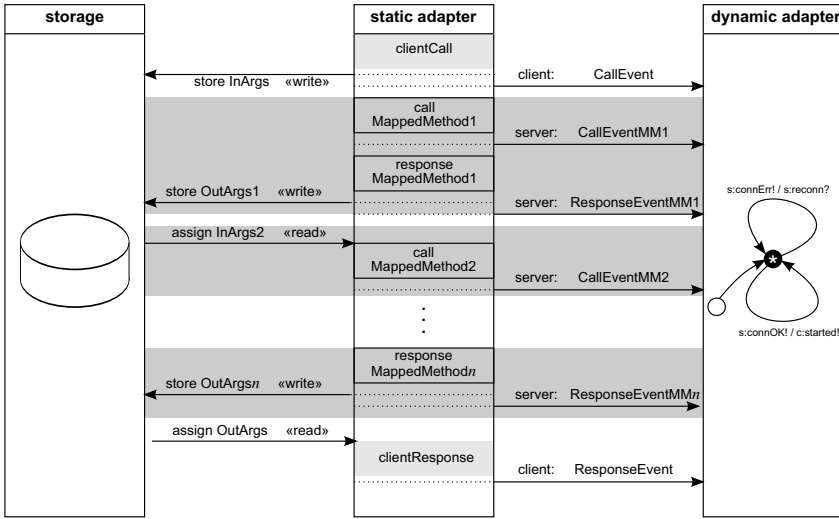 storage
static adapter
dynamic adapter
clientCall
store InArgs «write»
client: CallEvent
call
MappedMethod1
server: CallEventMM1
response
MappedMethod1
store OutArgs1 «write»
server: ResponseEventMM1
s:connErr! / s:reconn?
assign InArgs2 «read»
call
MappedMethod2
server: CallEventMM2
*
s:connOK! / c:started!
response
MappedMethodn
store OutArgsn «write»
server: ResponseEventMMn
assign OutArgs «read»
clientResponse
client: ResponseEvent